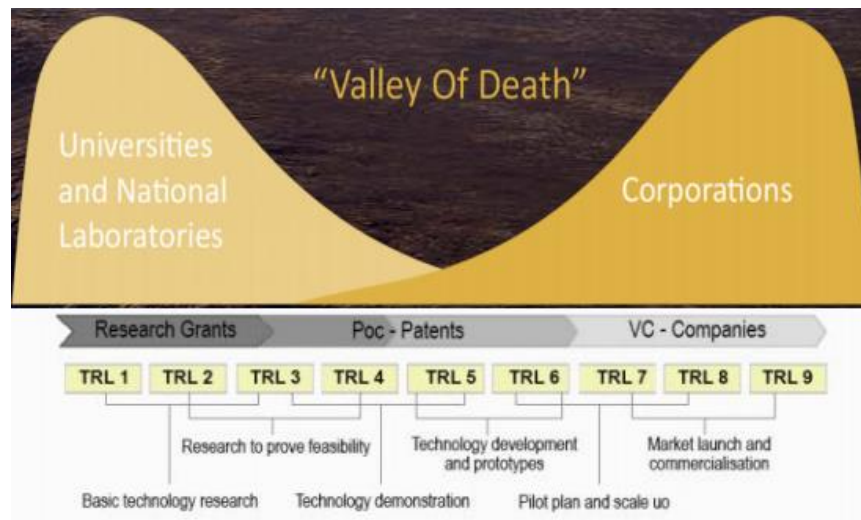 “Valley Of Death”
Universities
and National
Laboratories
Corporations
Research Grants
Poc - Patents
VC - Companies
TRL 1
TRL 2
TRL 3
TRL 4
TRL 5
TRL 6
TRL 7
TRL 8
TRL 9
Research to prove feasibility
Technology development
and prototypes
Market launch and
commercialisation
Basic technology research
Technology demonstration
Pilot plan and scale uo